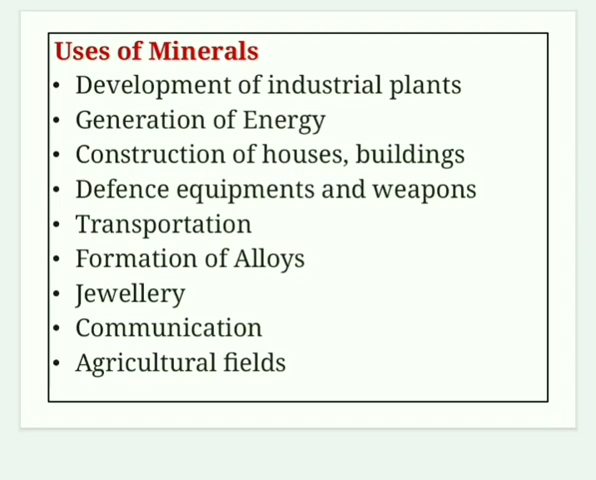 Uses of Minerals
• Development of industrial plants
• Generation of Energy
• Construction of houses, buildings
• Defence equipments and weapons
• Transportation
• Formation of Alloys
• Jewellery
• Communication
• Agricultural fields